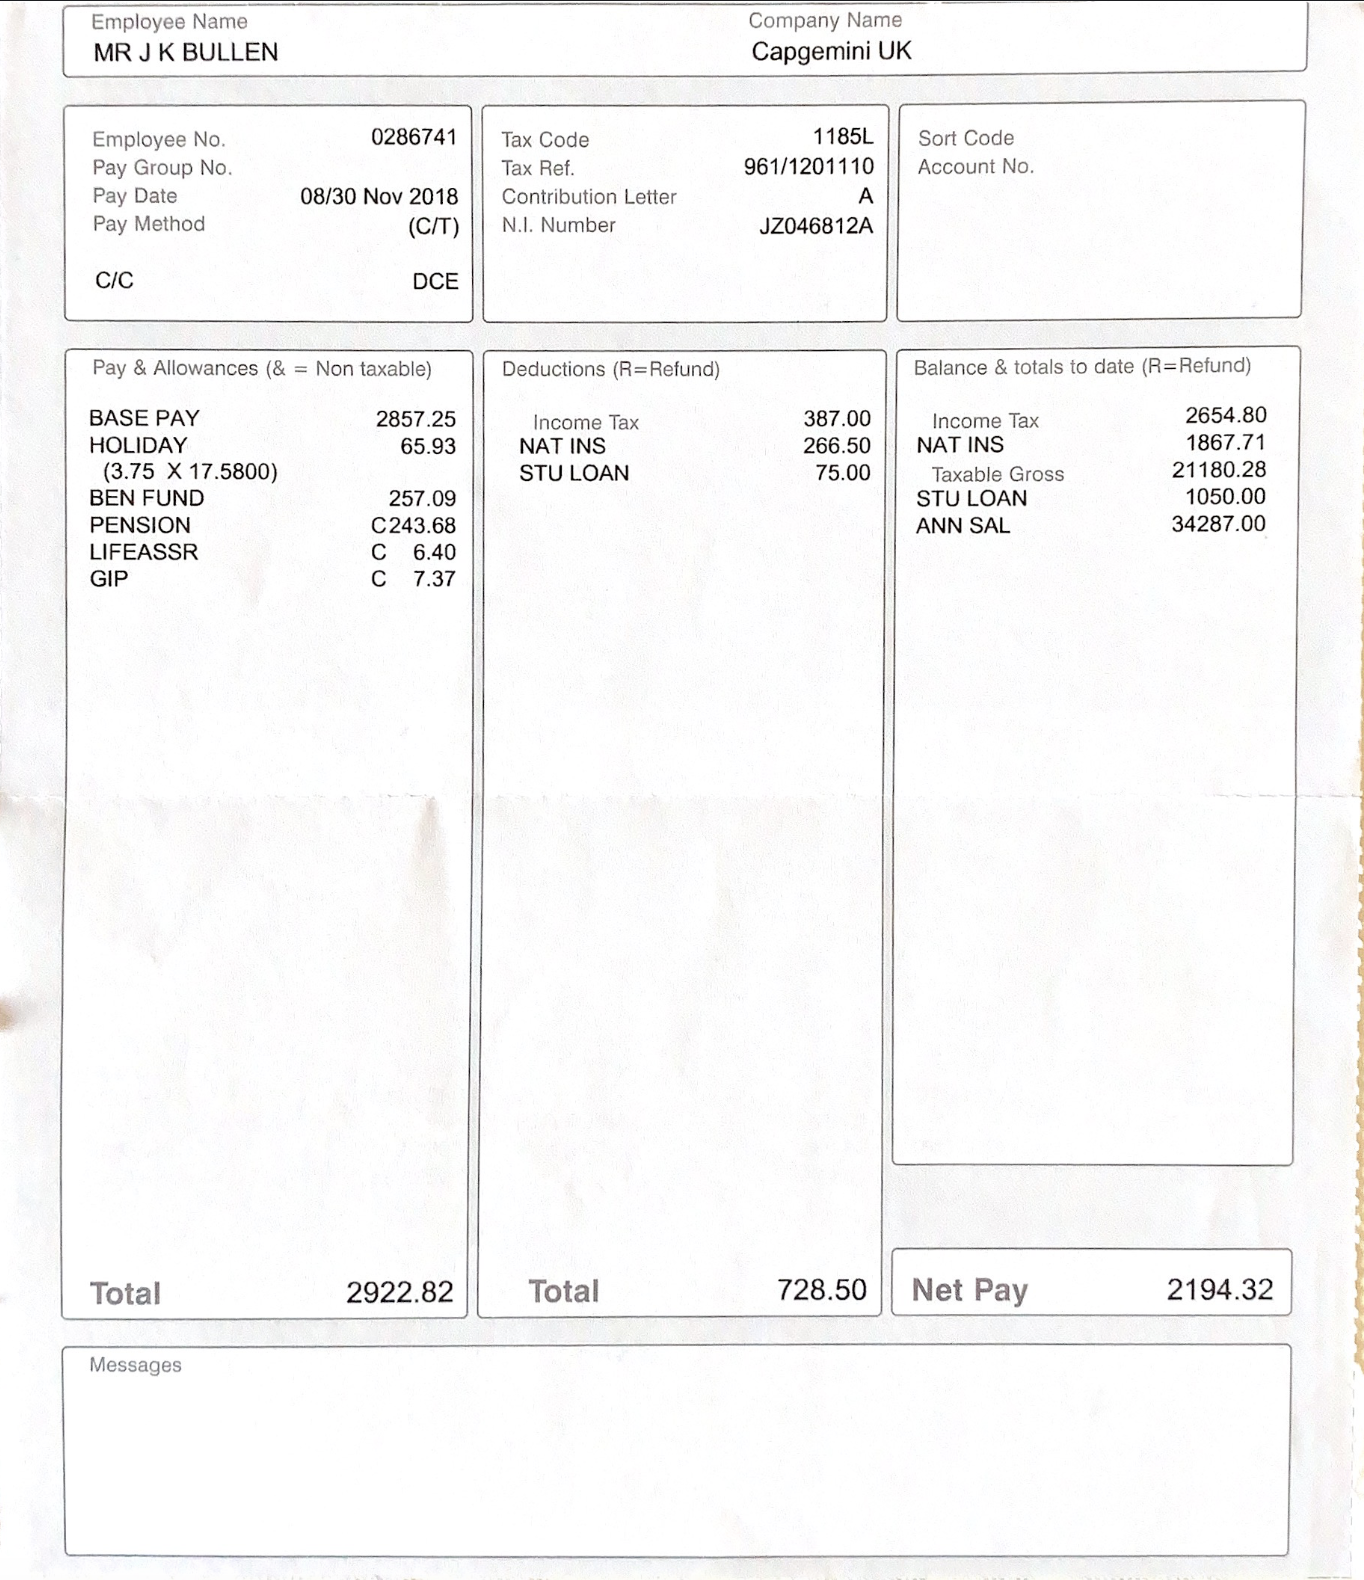 Employee Name Company Name
MR J K BULLEN Capgemini UK
Employee No. 0286741
Pay Group No.
Pay Date 08/30 Nov 2018
Pay Method (C/T)
C/C DCE
Tax Code 1185L
Tax Ref. 961/1201110
Contribution Letter A
N.I. Number JZ046812A
Sort Code
Account No.
Pay & Allowances (& = Non taxable)
BASE PAY 2857.25
HOLIDAY 65.93
(3.75 X 17.5800)
BEN FUND 257.09
PENSION C243.68
LIFEASSR C 6.40
GIP C 7.37
Total 2922.82
Deductions (R=Refund)
Income Tax 387.00
NAT INS 266.50
STU LOAN 75.00
Total 728.50
Balance & totals to date (R=Refund)
Income Tax 2654.80
NAT INS 1867.71
Taxable Gross 21180.28
STU LOAN 1050.00
ANN SAL 34287.00
Net Pay 2194.32
Messages